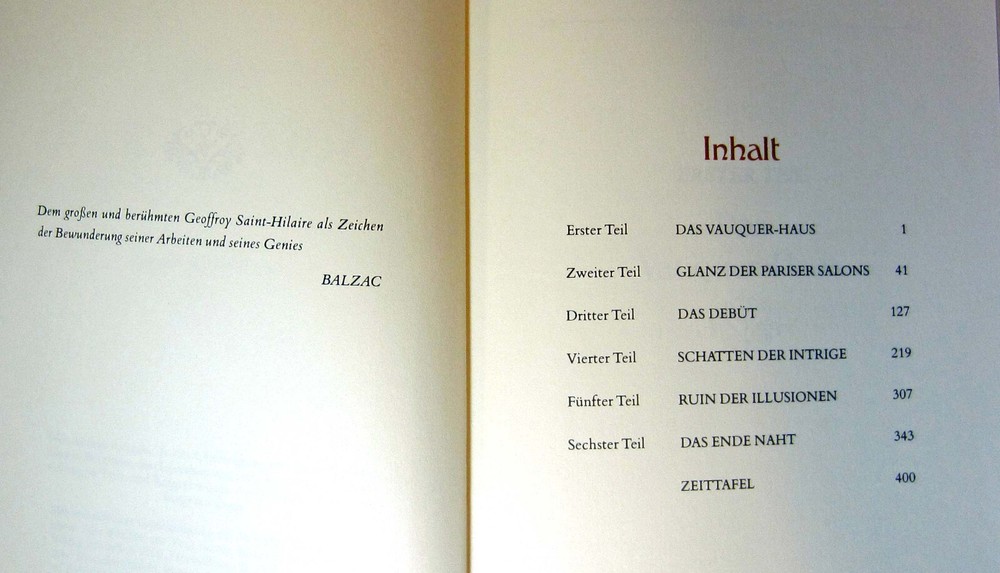 Dem großen und berühmten Geoffroy Saint-Hilaire als Zeichen
der Bewunderung seiner Arbeiten und seines Genies
BALZAC
Inhalt
Erster Teil DAS VAUQUER-HAUS 1
Zweiter Teil GLANZ DER PARISER SALONS 41
Dritter Teil DAS DEBÜT 127
Vierter Teil SCHATTEN DER INTRIGE 219
Fünfter Teil RUIN DER ILLUSIONEN 307
Sechster Teil DAS ENDE NAHT 343
ZEITTAFEL 400